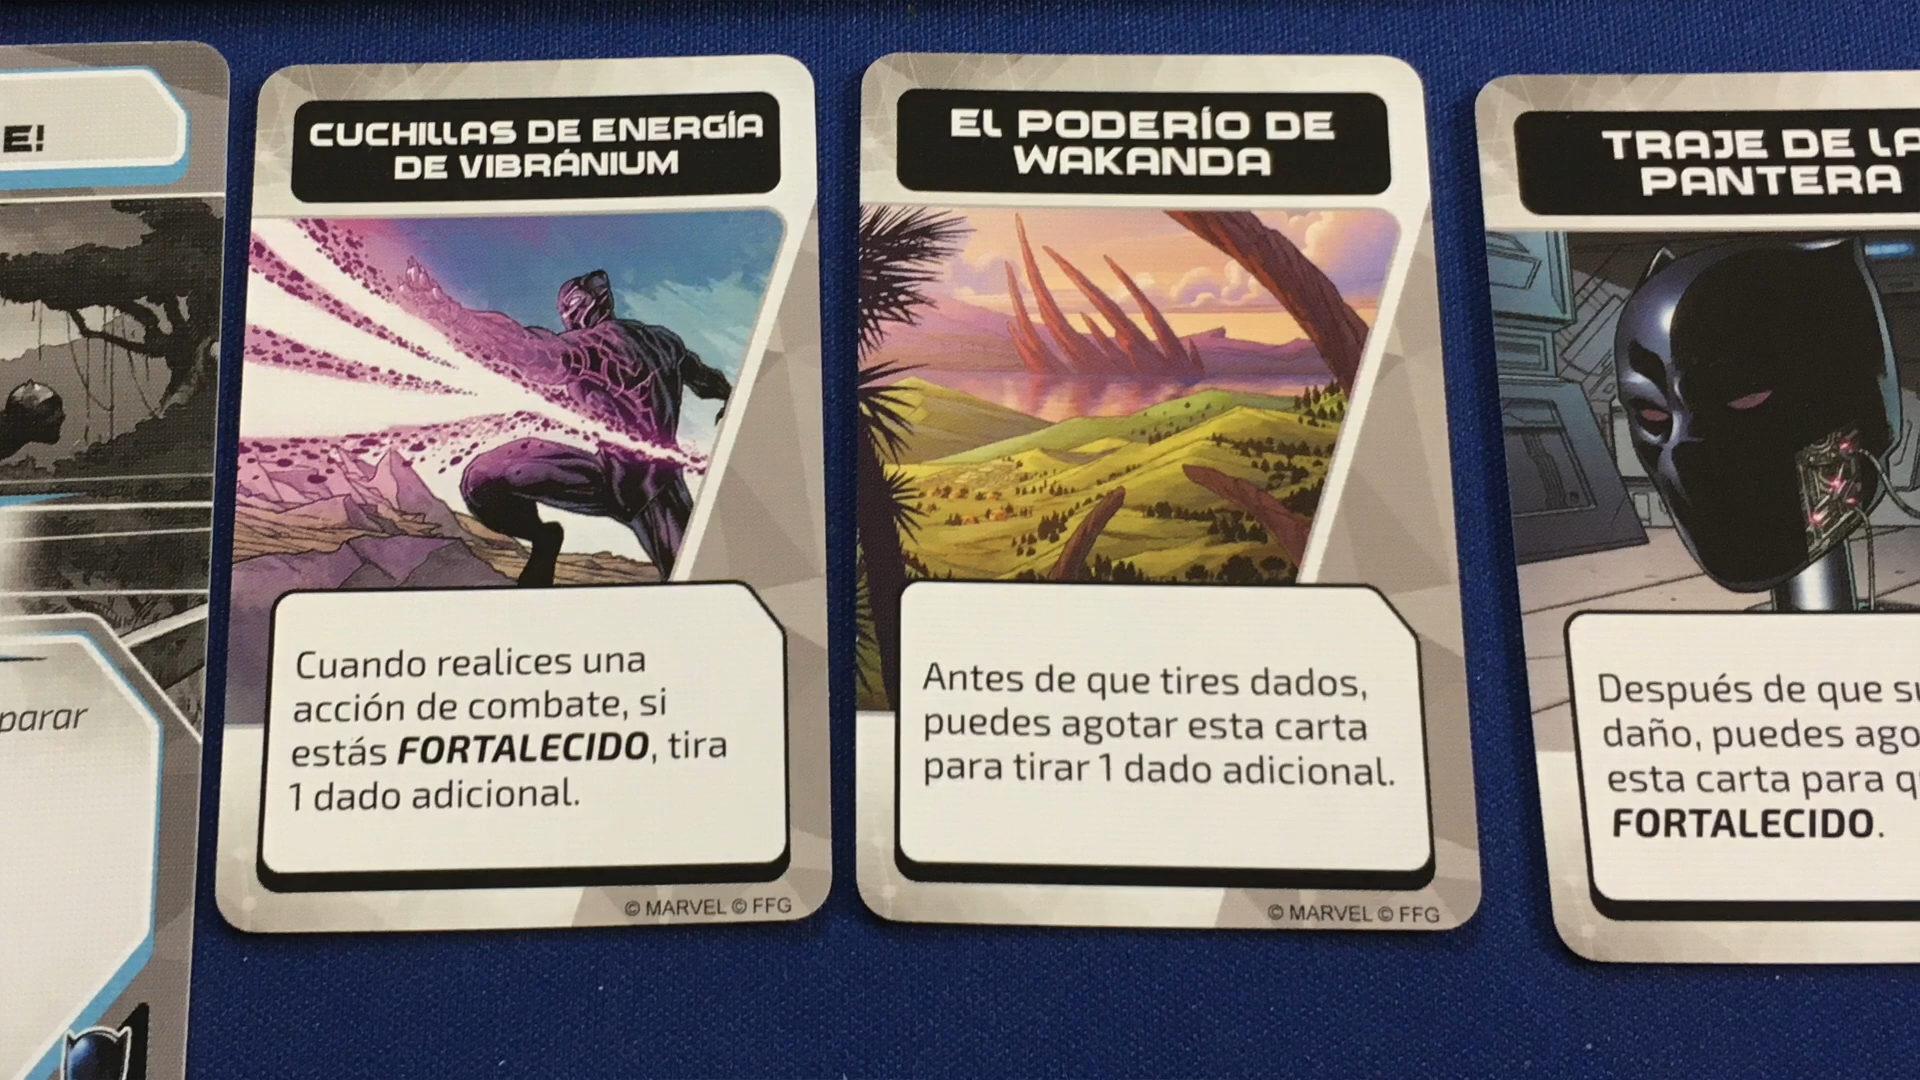 E!
parar
CUCHILLAS DE ENERGÍA
DE VIBRÁNIUM
Cuando realices una
acción de combate, si
estás FORTALECIDO, tira
1 dado adicional.
© MARVEL © FFG
EL PODERÍO DE
WAKANDA
Antes de que tires dados,
puedes agotar esta carta
para tirar 1 dado adicional.
© MARVEL © FFG
TRAJE DE LA
PANTERA
Después de que su
daño, puedes ago
esta carta para q
FORTALECIDO.